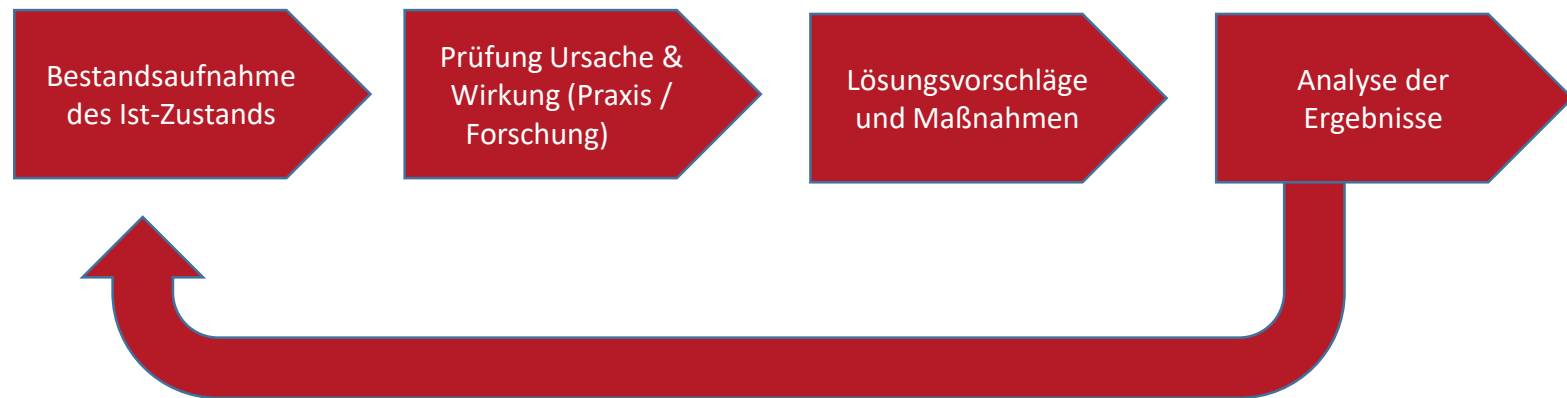 Bestandsaufnahme
des Ist-Zustands
Prüfung Ursache &
Wirkung (Praxis /
Forschung)
Lösungsvorschläge
und Maßnahmen
Analyse der
Ergebnisse